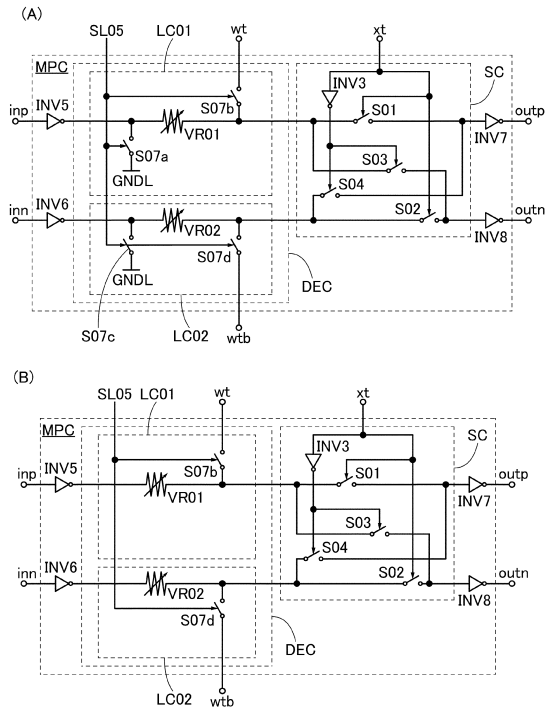 (A)
SL05 LC01 wt xt
MPC SC
INV5 INV3
inp S07b S01 outp
VR01 INV7
S07a S03
GNDL S04
INV6
inn S02 outn
VR02 INV8
S07d
GNDL DEC
S07c LC02 wtb
(B)
SL05 LC01 wt xt
MPC SC
INV5 INV3
inp S07b S01 outp
VR01 INV7
S03
S04
INV6
inn VR02 S02 outn
S07d INV8
DEC
LC02 wtb